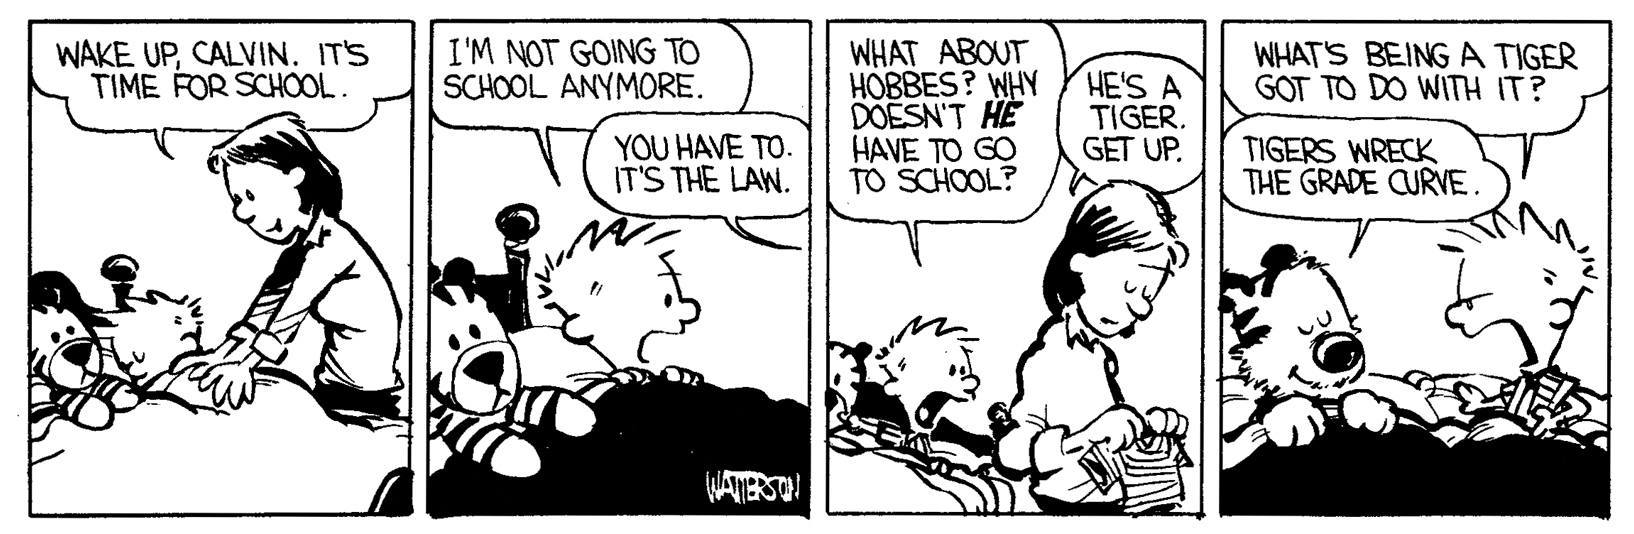 WAKE UP, CALVIN. IT'S
TIME FOR SCHOOL.
I'M NOT GOING TO
SCHOOL ANYMORE.
YOU HAVE TO.
IT'S THE LAW.
WATTERSON
WHAT ABOUT
HOBBES? WHY
DOESN'T HE
HAVE TO GO
TO SCHOOL?
HE'S A
TIGER.
GET UP.
WHAT'S BEING A TIGER
GOT TO DO WITH IT?
TIGERS WRECK
THE GRADE CURVE.